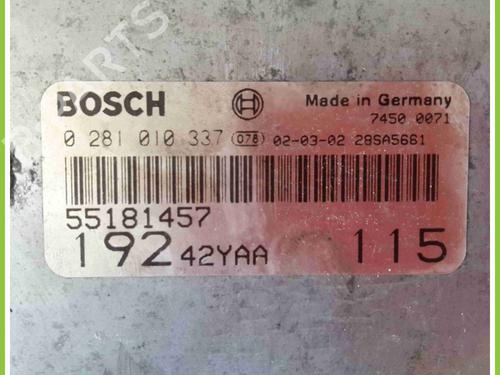 PARTS
BOSCH
Made in Germany
7450 0071
0 281 010 337 078 02-03-02 28SA5661
55181457
192 42YAA 115